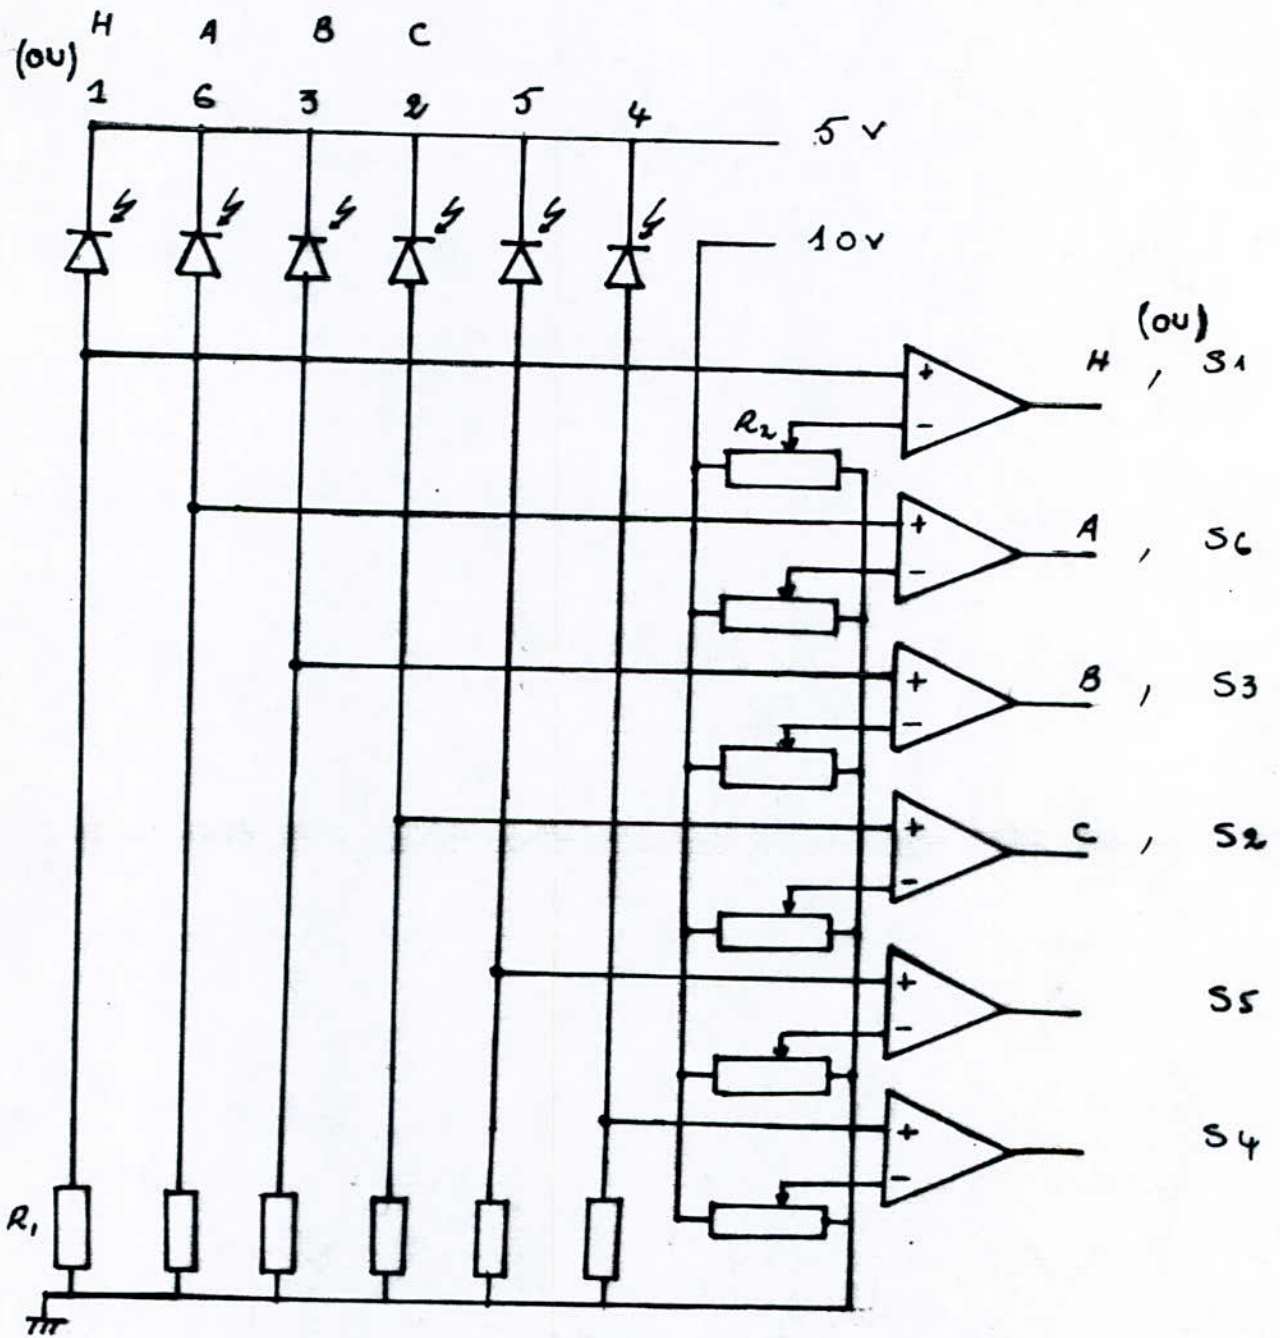 H A B C
(OU)
1 6 3 2 5 4
5 V
10 V
(OU)
H , S1
+
R2 -
A , S6
+
-
B , S3
+
-
C , S2
+
-
S5
+
-
S4
+
-
R1